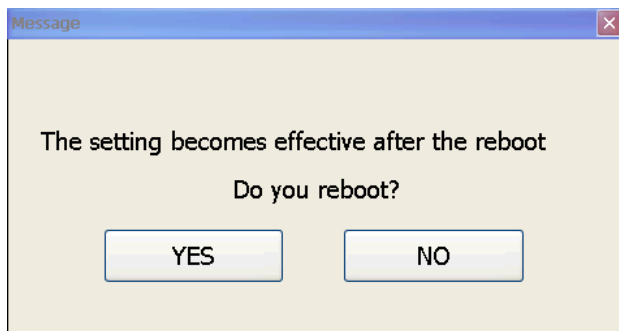 Message
The setting becomes effective after the reboot
Do you reboot?
YES
NO